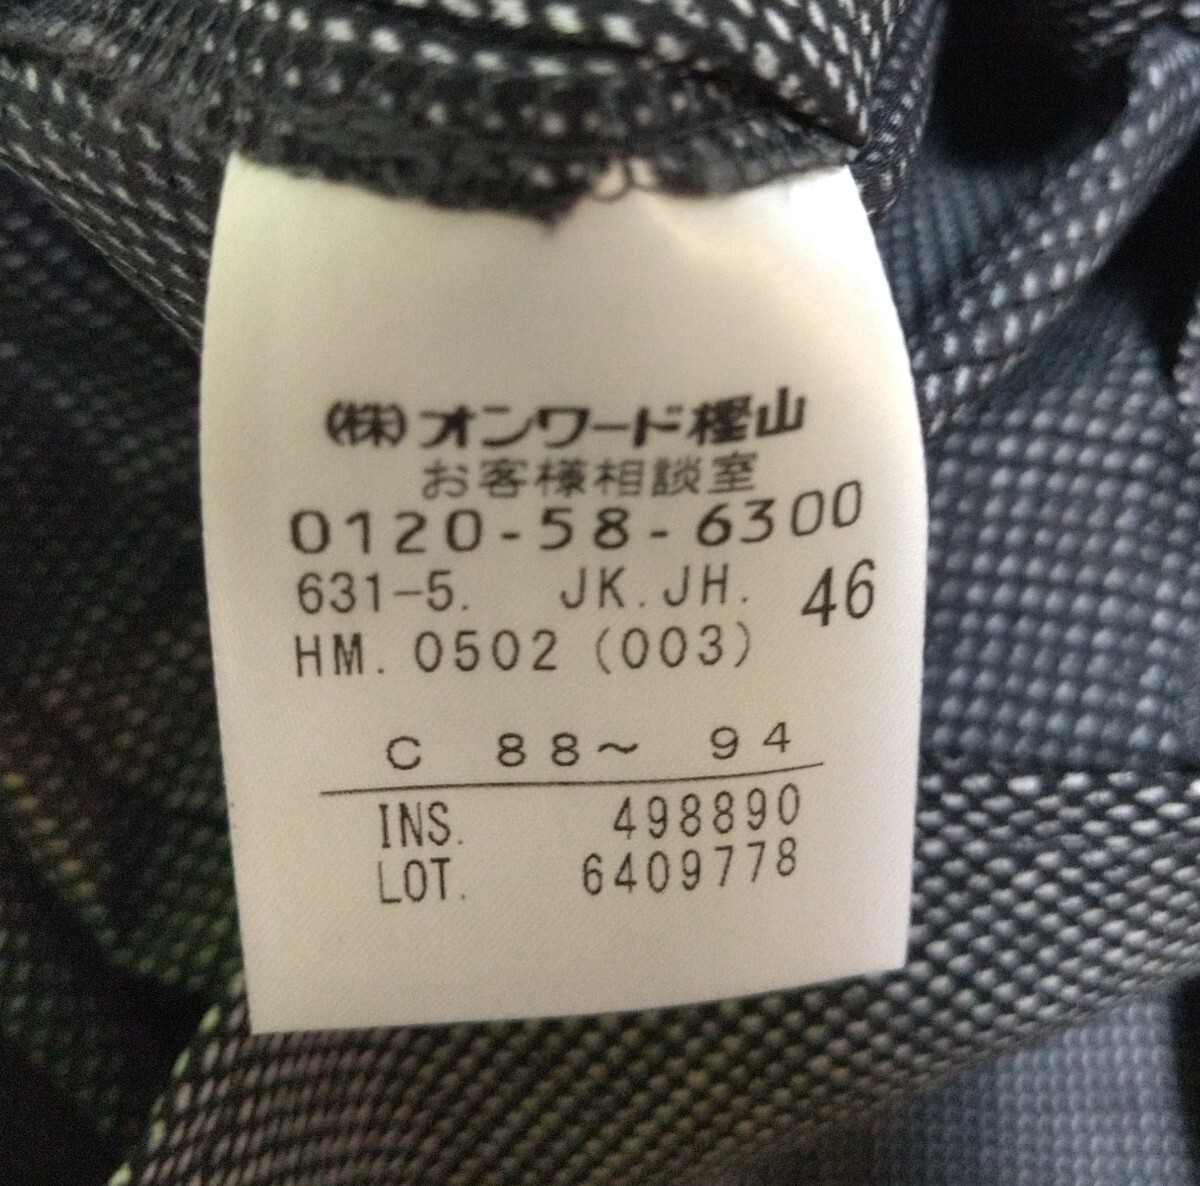 (株)オンワード樫山
お客様相談室
0120-58-6300
631-5. JK.JH. 46
HM. 0502 (003)
C 88～ 94
INS. 498890
LOT. 6409778